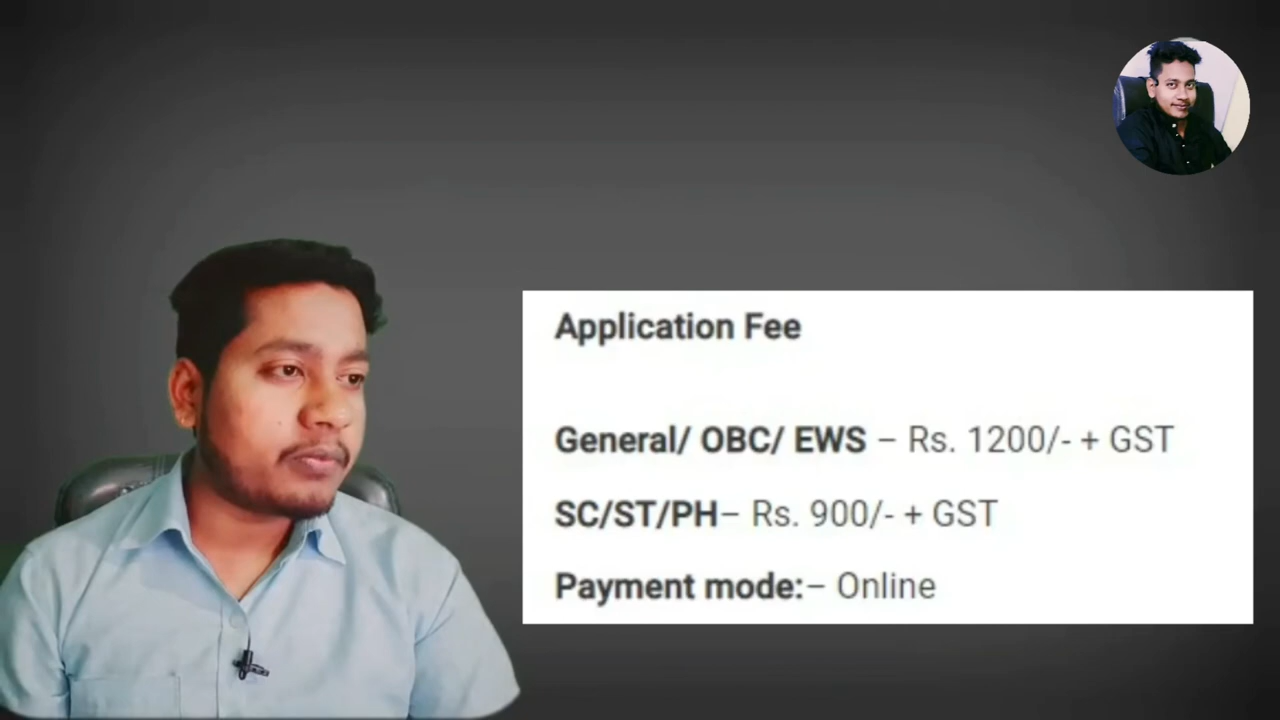 Application Fee
General/ OBC/ EWS – Rs. 1200/- + GST
SC/ST/PH– Rs. 900/- + GST
Payment mode:– Online